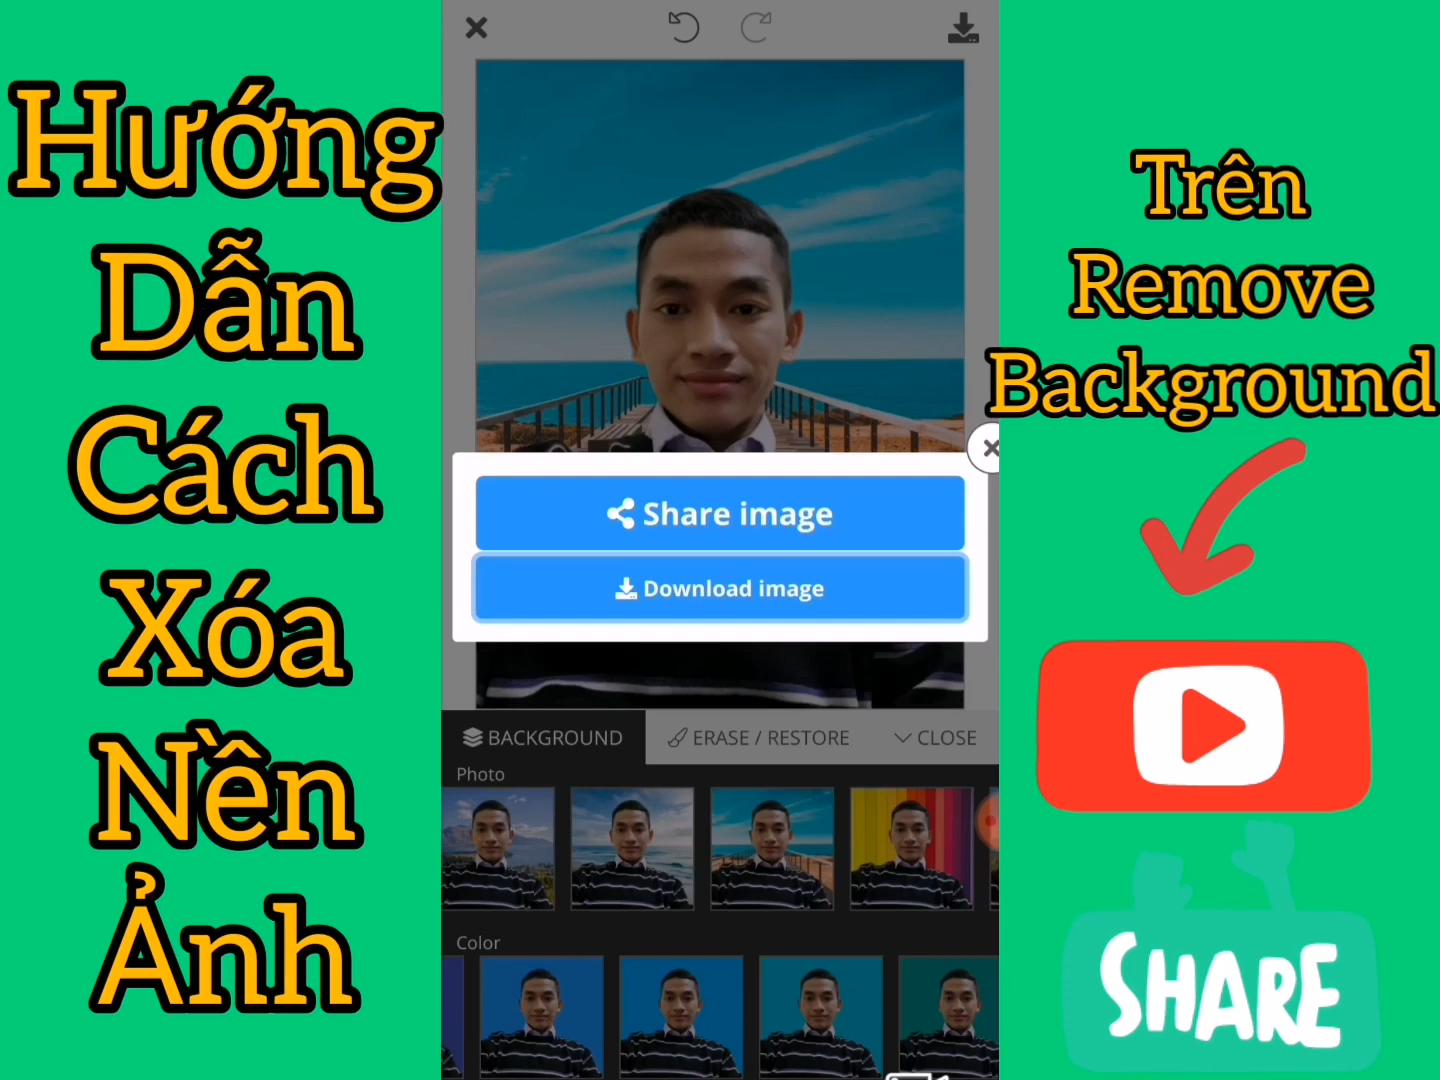 Hướng
Dẫn
Cách
Xóa
Nền
Ảnh
Share image
Download image
BACKGROUND
ERASE / RESTORE
CLOSE
Photo
Color
Trên
Remove
Background
SHARE